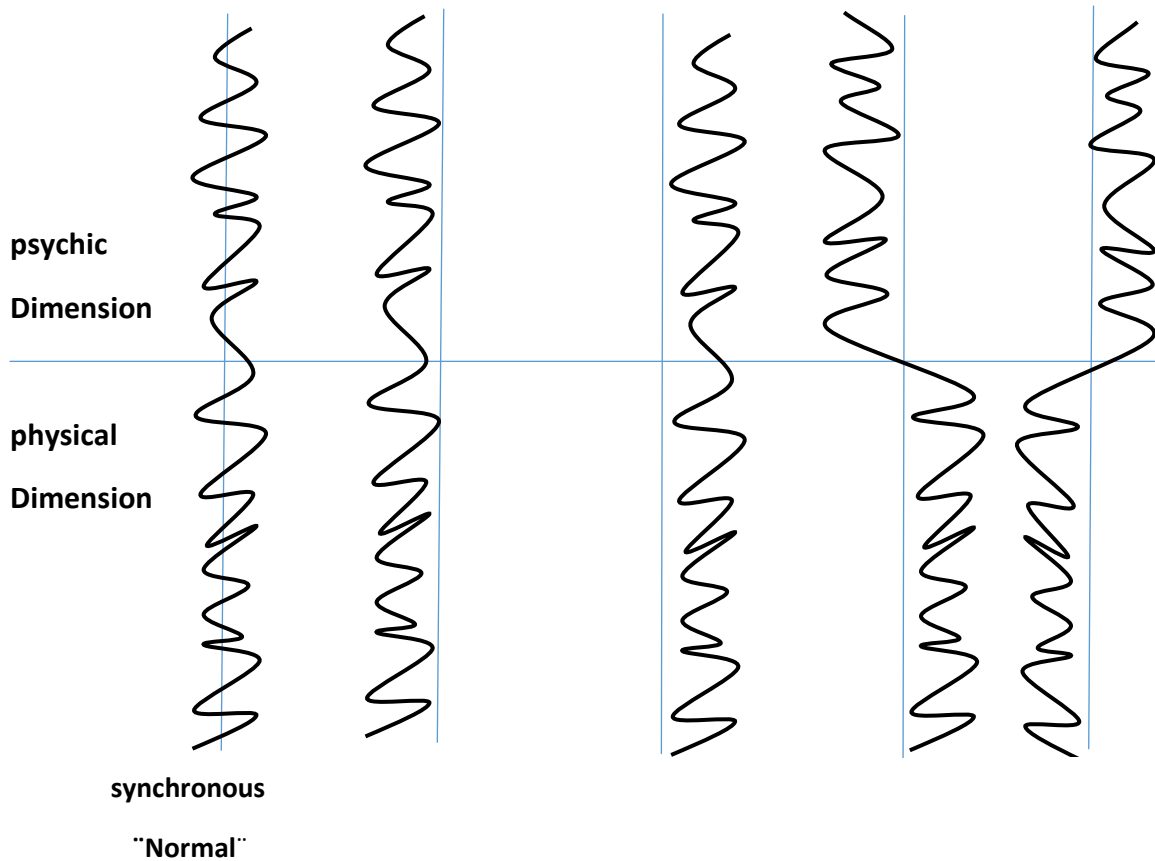 psychic
Dimension
physical
Dimension
synchronous
¨Normal¨